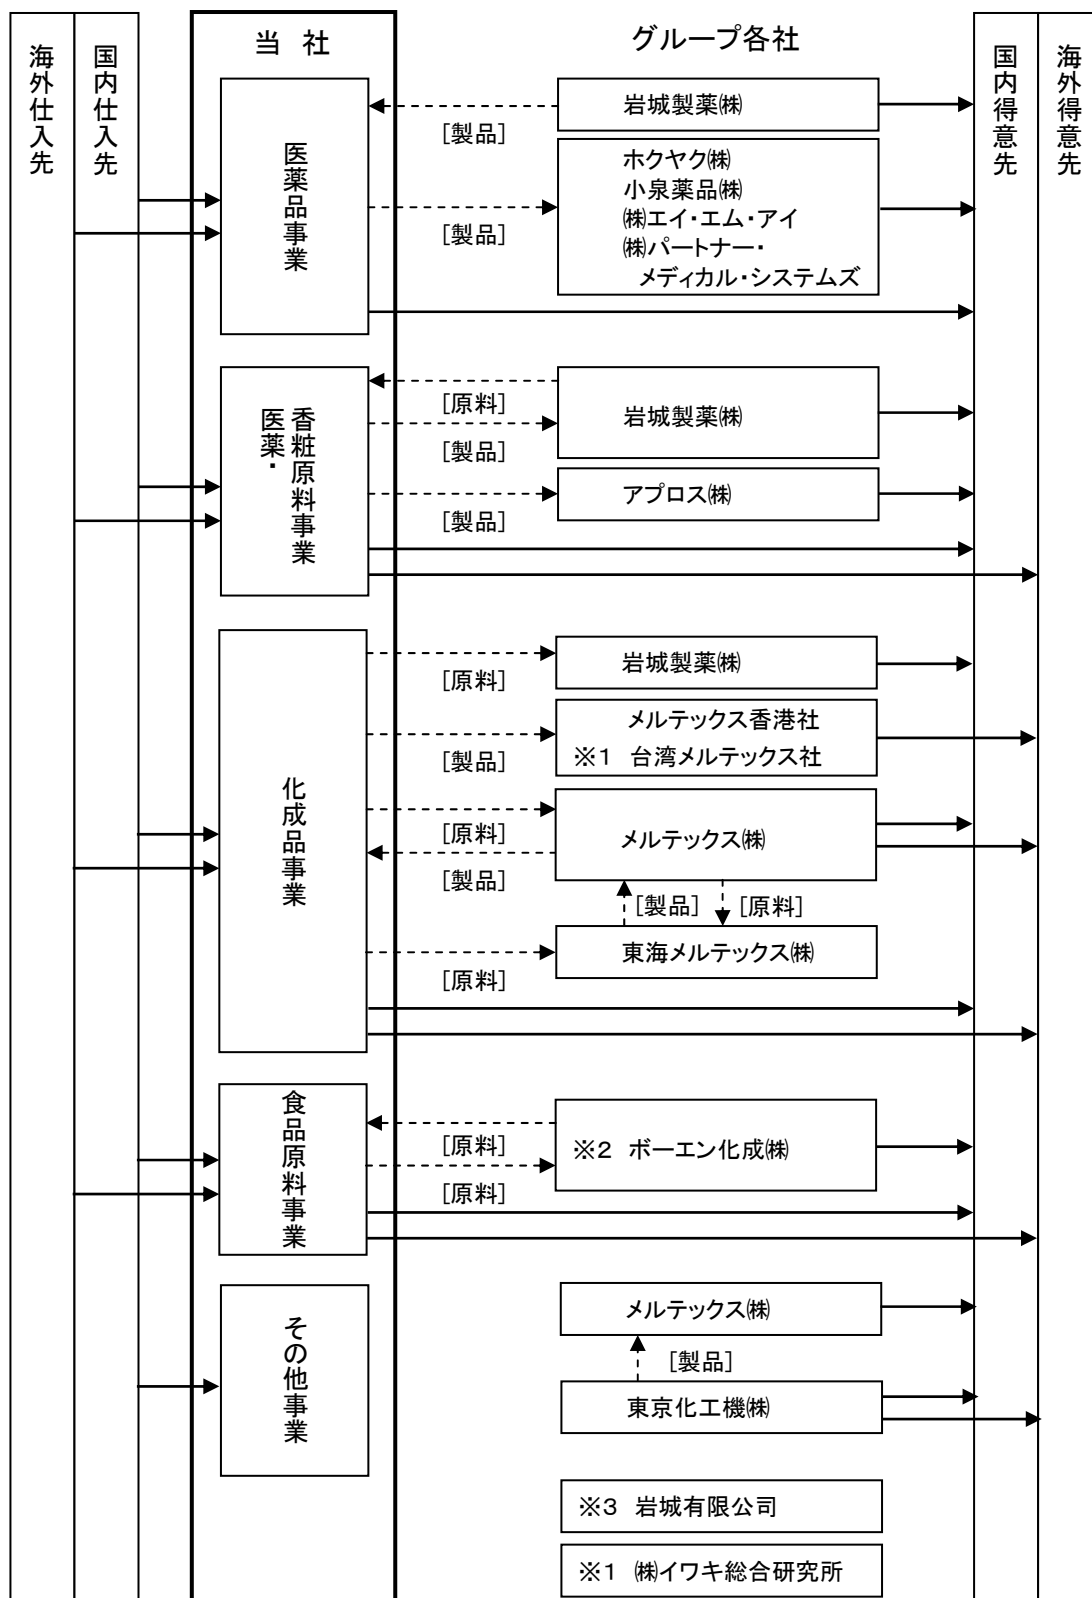 海外仕入先
国内仕入先
当 社
グループ各社
国内得意先
海外得意先
医薬品事業
岩城製薬㈱
[製品]
ホクヤク㈱
小泉薬品㈱
㈱エイ・エム・アイ
㈱パートナー・
メディカル・システムズ
[製品]
医薬・
香粧原料事業
[原料]
岩城製薬㈱
[製品]
アプロス㈱
[製品]
化成品事業
岩城製薬㈱
[原料]
メルテックス香港社
※1 台湾メルテックス社
[製品]
[原料]
メルテックス㈱
[製品]
[製品]
[原料]
東海メルテックス㈱
[原料]
食品原料事業
[原料]
※2 ボーエン化成㈱
[原料]
その他事業
メルテックス㈱
[製品]
東京化工機㈱
※3 岩城有限公司
※1 ㈱イワキ総合研究所